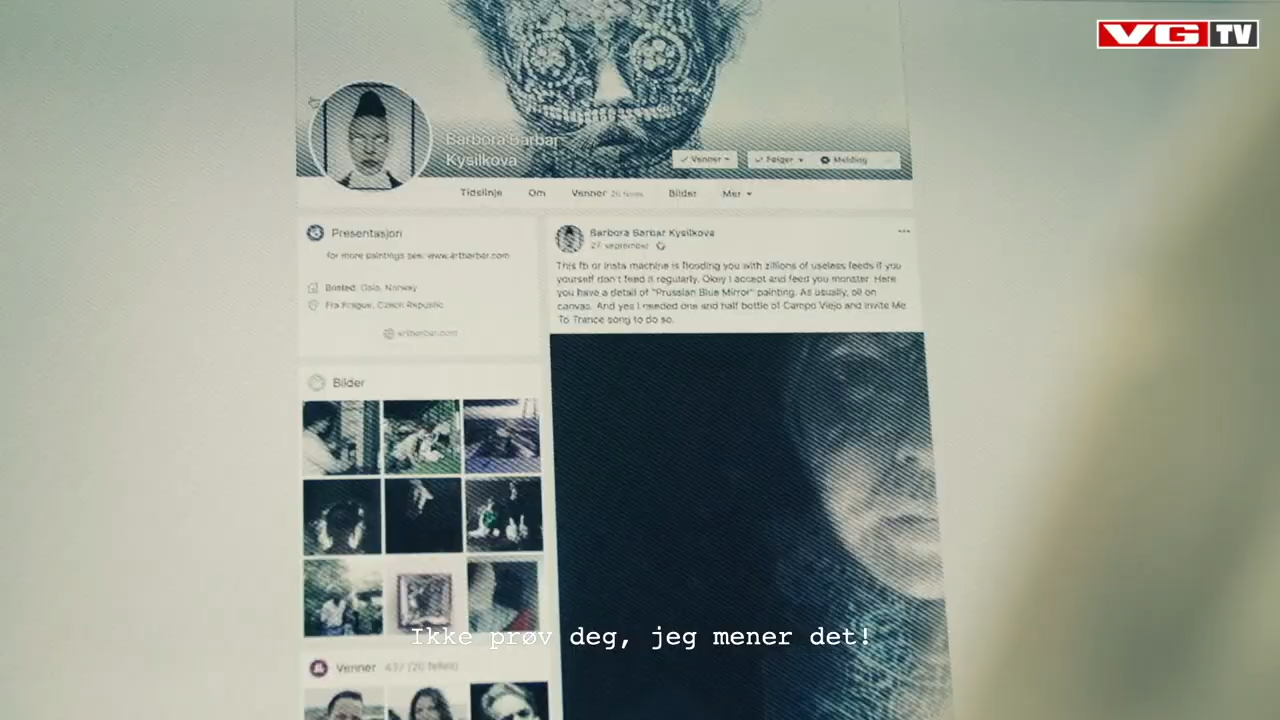 VG TV
Barbora Barbar
Kysilkova
Venner
Følger
Melding
Tidslinje
Om
Venner
Bilder
Mer
Presentasjon
for more paintings see: www.artbarbar.com
Bosted: Oslo, Norway
Fra Prague, Czech Republic
artbarbar.com
Bilder
Barbora Barbar Kysilkova
27. september
This fb or insta machine is flooding you with zillions of useless feeds if you
yourself don't feed it regularly. Okay I accept and feed you monster. Here
you have a detail of "Prussian Blue Mirror" painting. As usually, oil on
canvas. And yes I needed one and half bottle of Campo Viejo and Invite Me
To Trance song to do so.
Ikke prøv deg, jeg mener det!
Venner 437 (20 felles)